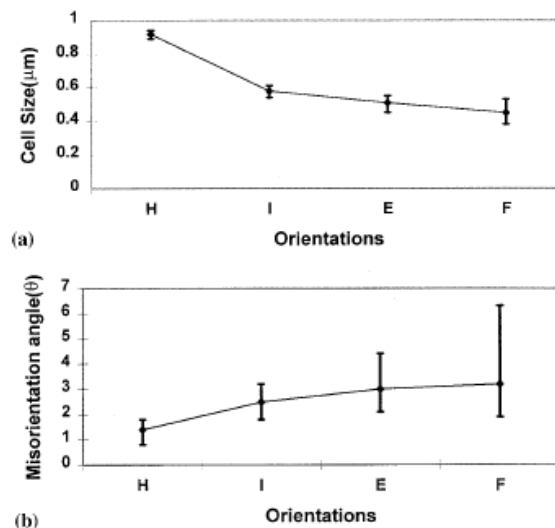 1
0.8
0.6
0.4
0.2
0
Cell Size(μm)
H I E F
(a)
Orientations
7
6
5
4
3
2
1
0
Misorientation angle(θ)
H I E F
(b)
Orientations